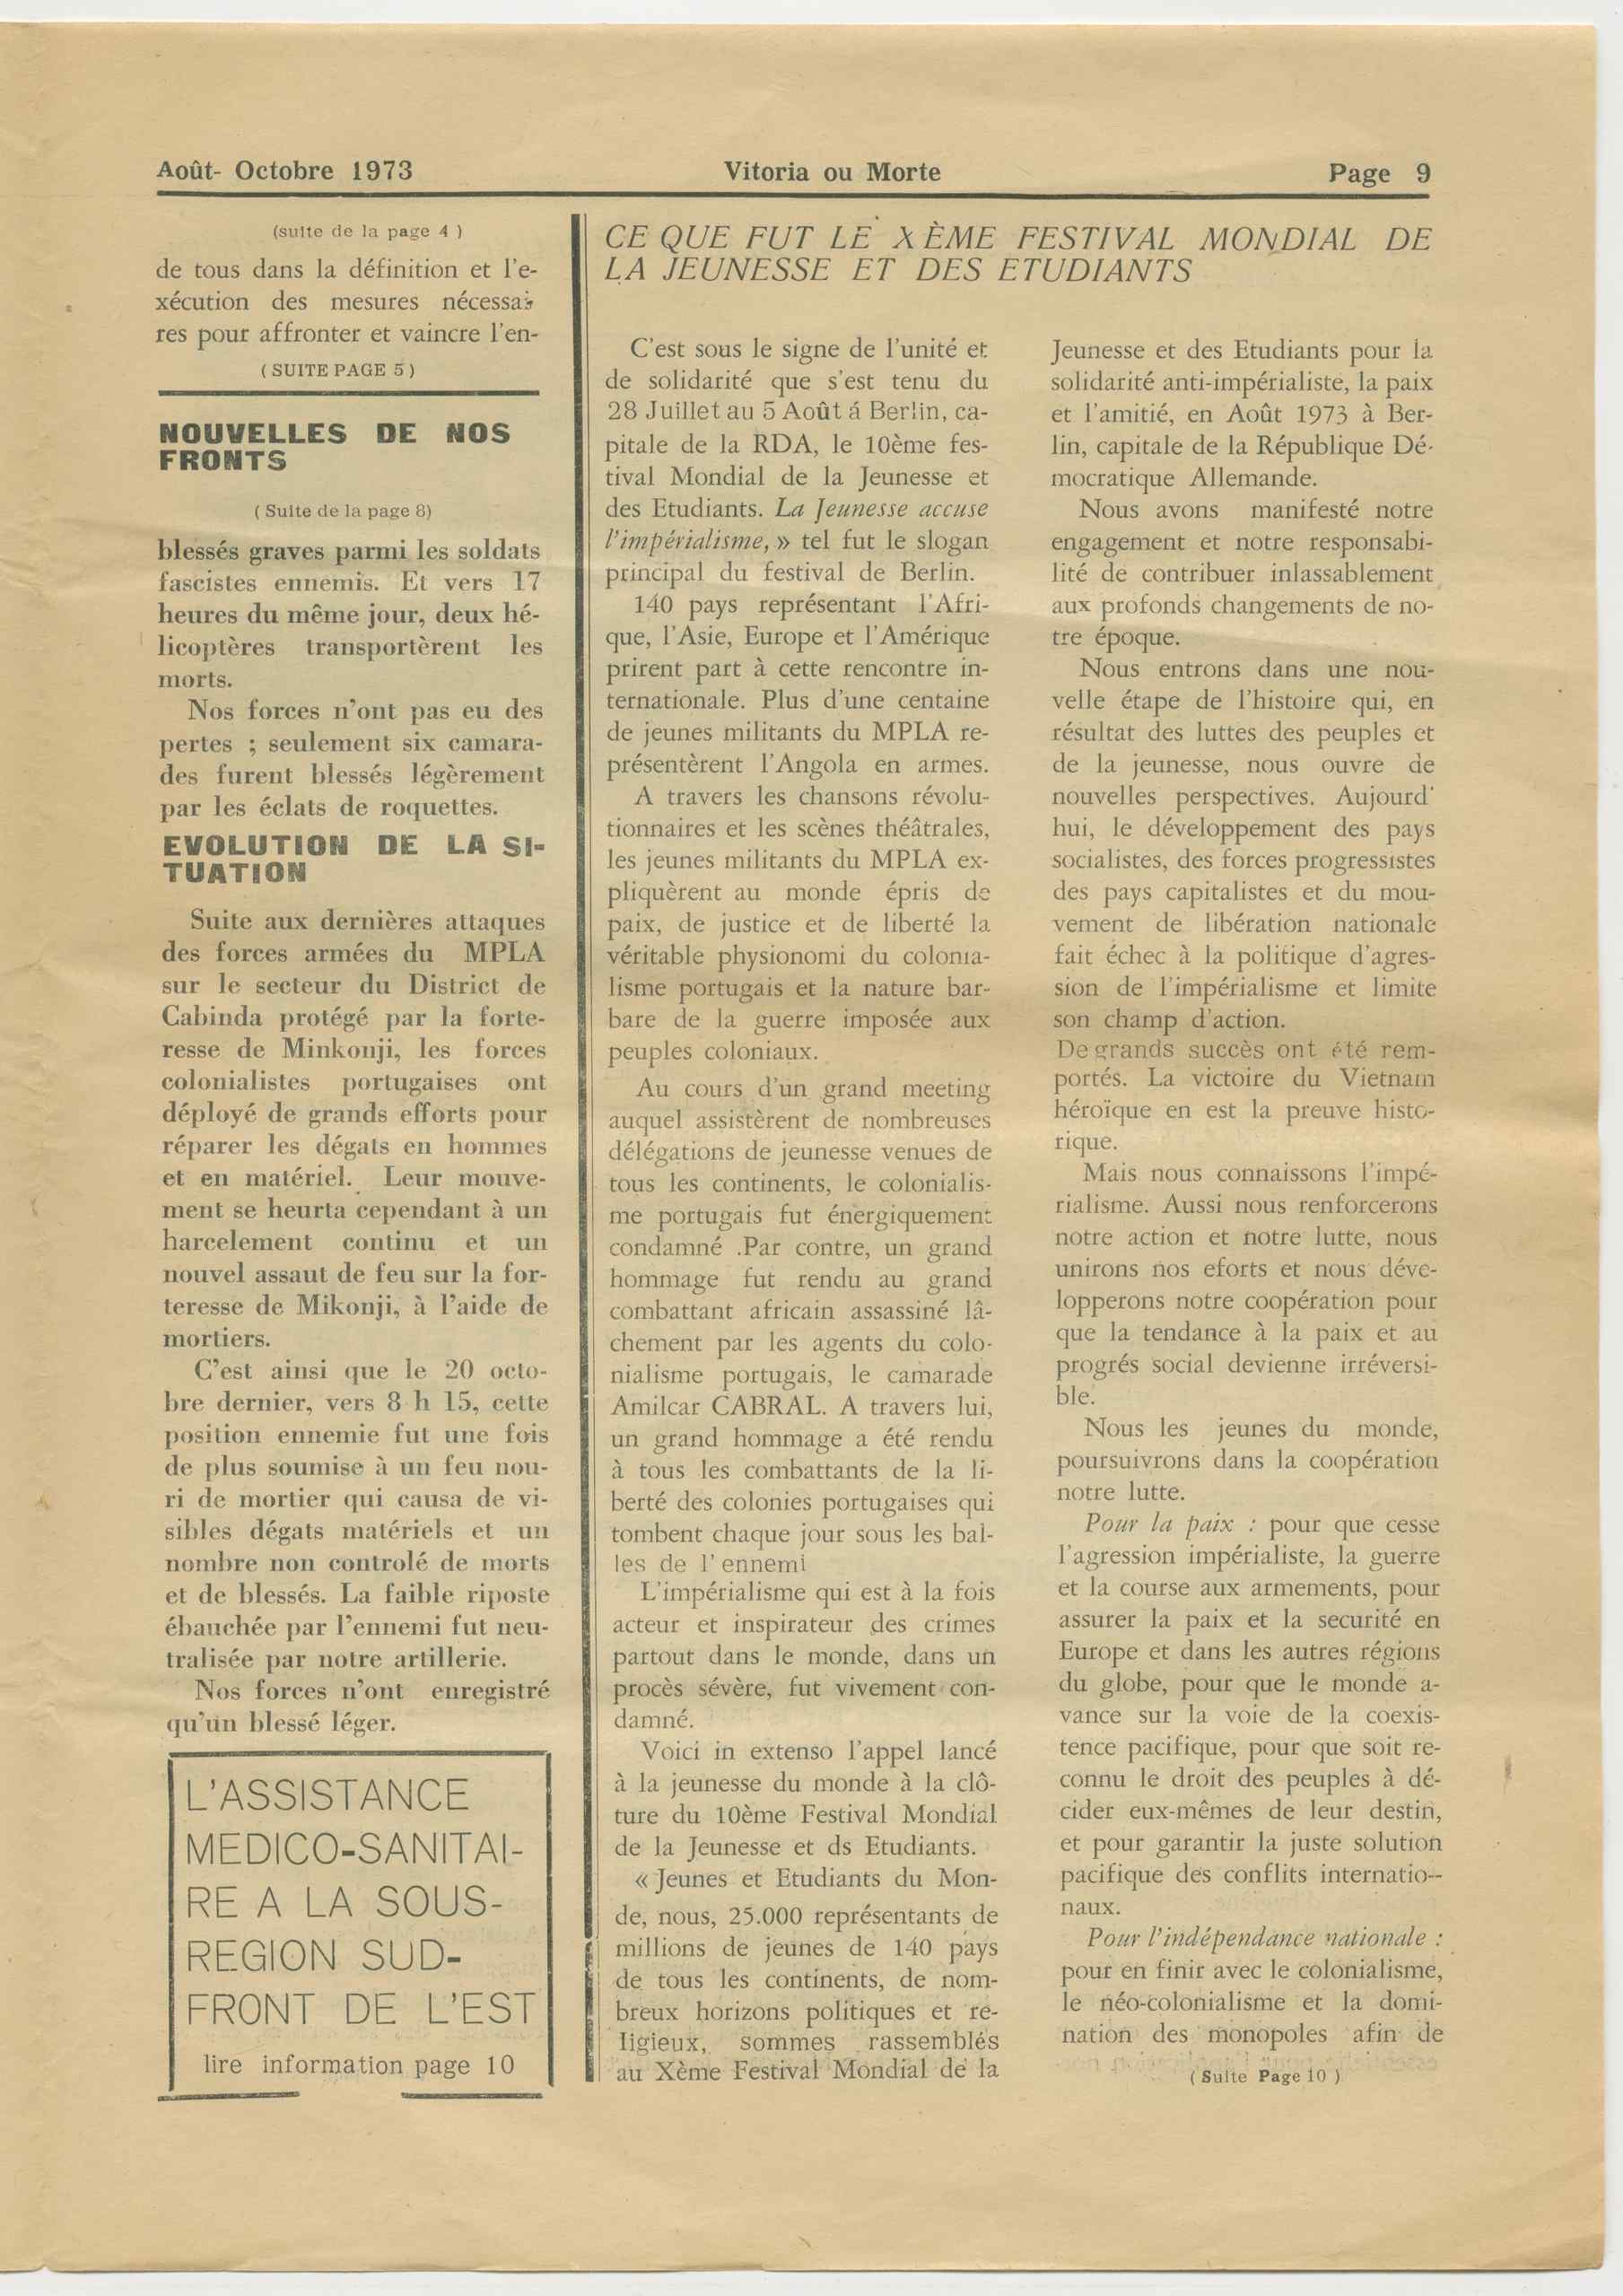 Août- Octobre 1973 Vitoria ou Morte Page 9
(suite de la page 4 )
de tous dans la définition et l'e-
xécution des mesures nécessai
res pour affronter et vaincre l'en-
( SUITE PAGE 5 )
NOUVELLES DE NOS
FRONTS
( Suite de la page 8)
blessés graves parmi les soldats
fascistes ennemis. Et vers 17
heures du même jour, deux hé-
licoptères transportèrent les
morts.
Nos forces n'ont pas eu des
pertes ; seulement six camara-
des furent blessés légèrement
par les éclats de roquettes.
EVOLUTION DE LA SI-
TUATION
Suite aux dernières attaques
des forces armées du MPLA
sur le secteur du District de
Cabinda protégé par la forte-
resse de Minkonji, les forces
colonialistes portugaises ont
déployé de grands efforts pour
réparer les dégats en hommes
et en matériel. Leur mouve-
ment se heurta cependant à un
harcelement continu et un
nouvel assaut de feu sur la for-
teresse de Mikonji, à l'aide de
mortiers.
C'est ainsi que le 20 octo-
bre dernier, vers 8 h 15, cette
position ennemie fut une fois
de plus soumise à un feu nou-
ri de mortier qui causa de vi-
sibles dégats matériels et un
nombre non controlé de morts
et de blessés. La faible riposte
ébauchée par l'ennemi fut neu-
tralisée par notre artillerie.
Nos forces n'ont enregistré
qu'un blessé léger.
L'ASSISTANCE
MEDICO-SANITAI-
RE A LA SOUS-
REGION SUD-
FRONT DE L'EST
lire information page 10
CE QUE FUT LE XÈME FESTIVAL MONDIAL DE
LA JEUNESSE ET DES ETUDIANTS
C'est sous le signe de l'unité et
de solidarité que s'est tenu du
28 Juillet au 5 Août á Berlin, ca-
pitale de la RDA, le 10ème fes-
tival Mondial de la Jeunesse et
des Etudiants. La Jeunesse accuse
l'impérialisme, » tel fut le slogan
principal du festival de Berlin.
140 pays représentant l'Afri-
que, l'Asie, Europe et l'Amérique
prirent part à cette rencontre in-
ternationale. Plus d'une centaine
de jeunes militants du MPLA re-
présentèrent l'Angola en armes.
A travers les chansons révolu-
tionnaires et les scènes théâtrales,
les jeunes militants du MPLA ex-
pliquèrent au monde épris de
paix, de justice et de liberté la
véritable physionomi du colonia-
lisme portugais et la nature bar-
bare de la guerre imposée aux
peuples coloniaux.
Au cours d'un grand meeting
auquel assistèrent de nombreuses
délégations de jeunesse venues de
tous les continents, le colonialis-
me portugais fut énergiquement
condamné .Par contre, un grand
hommage fut rendu au grand
combattant africain assassiné lâ-
chement par les agents du colo-
nialisme portugais, le camarade
Amilcar CABRAL. A travers lui,
un grand hommage a été rendu
à tous les combattants de la li-
berté des colonies portugaises qui
tombent chaque jour sous les bal-
les de l' ennemi
L'impérialisme qui est à la fois
acteur et inspirateur des crimes
partout dans le monde, dans un
procès sévère, fut vivement con-
damné.
Voici in extenso l'appel lancé
à la jeunesse du monde à la clô-
ture du 10ème Festival Mondial
de la Jeunesse et ds Etudiants.
« Jeunes et Etudiants du Mon-
de, nous, 25.000 représentants de
millions de jeunes de 140 pays
de tous les continents, de nom-
breux horizons politiques et re-
ligieux, sommes rassemblés
au Xème Festival Mondial de la
Jeunesse et des Etudiants pour la
solidarité anti-impérialiste, la paix
et l'amitié, en Août 1973 à Ber-
lin, capitale de la République Dé-
mocratique Allemande.
Nous avons manifesté notre
engagement et notre responsabi-
lité de contribuer inlassablement
aux profonds changements de no-
tre époque.
Nous entrons dans une nou-
velle étape de l'histoire qui, en
résultat des luttes des peuples et
de la jeunesse, nous ouvre de
nouvelles perspectives. Aujourd'
hui, le développement des pays
socialistes, des forces progressistes
des pays capitalistes et du mou-
vement de libération nationale
fait échec à la politique d'agres-
sion de l'impérialisme et limite
son champ d'action.
De grands succès ont été rem-
portés. La victoire du Vietnam
héroïque en est la preuve histo-
rique.
Mais nous connaissons l'impé-
rialisme. Aussi nous renforcerons
notre action et notre lutte, nous
unirons nos eforts et nous déve-
lopperons notre coopération pour
que la tendance à la paix et au
progrés social devienne irréversi-
ble.
Nous les jeunes du monde,
poursuivrons dans la coopération
notre lutte.
Pour la paix : pour que cesse
l'agression impérialiste, la guerre
et la course aux armements, pour
assurer la paix et la securité en
Europe et dans les autres régions
du globe, pour que le monde a-
vance sur la voie de la coexis-
tence pacifique, pour que soit re-
connu le droit des peuples à dé-
cider eux-mêmes de leur destin,
et pour garantir la juste solution
pacifique des conflits internatio--
naux.
Pour l'indépendance nationale :
pour en finir avec le colonialisme,
le néo-colonialisme et la domi-
nation des monopoles afin de
( Suite Page 10 )